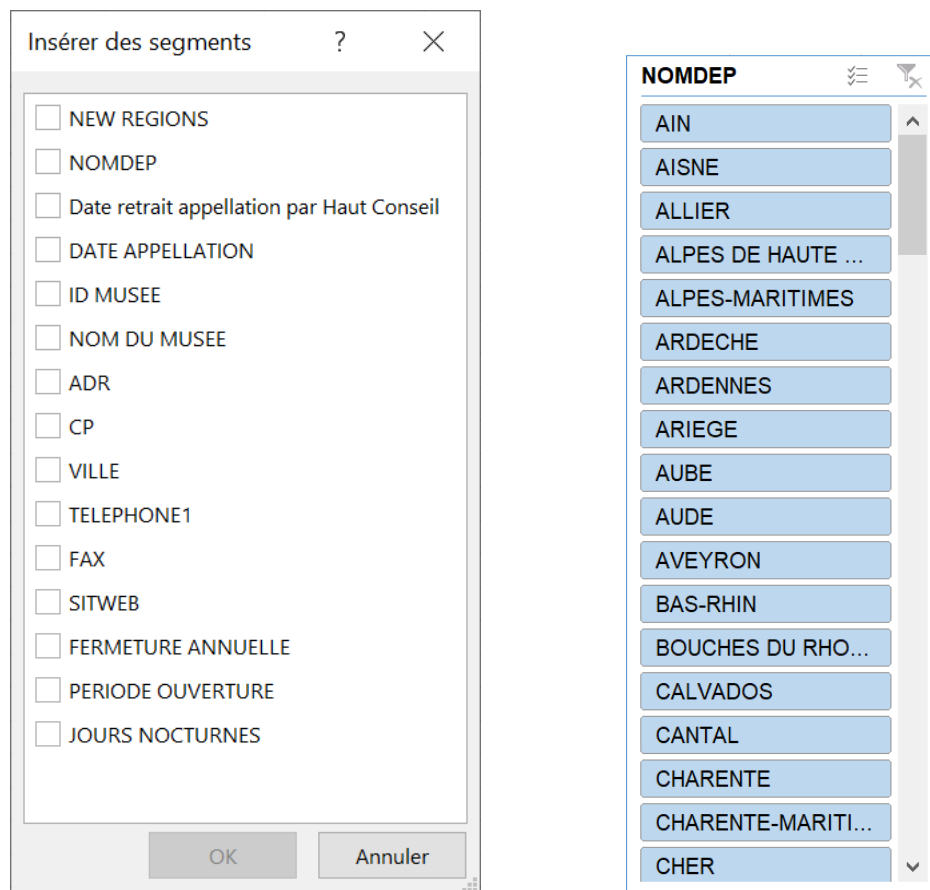 Insérer des segments ?
NEW REGIONS
NOMDEP
Date retrait appellation par Haut Conseil
DATE APPELLATION
ID MUSEE
NOM DU MUSEE
ADR
CP
VILLE
TELEPHONE1
FAX
SITWEB
FERMETURE ANNUELLE
PERIODE OUVERTURE
JOURS NOCTURNES
OK Annuler
NOMDEP
AIN
AISNE
ALLIER
ALPES DE HAUTE ...
ALPES-MARITIMES
ARDECHE
ARDENNES
ARIEGE
AUBE
AUDE
AVEYRON
BAS-RHIN
BOUCHES DU RHO...
CALVADOS
CANTAL
CHARENTE
CHARENTE-MARITI...
CHER